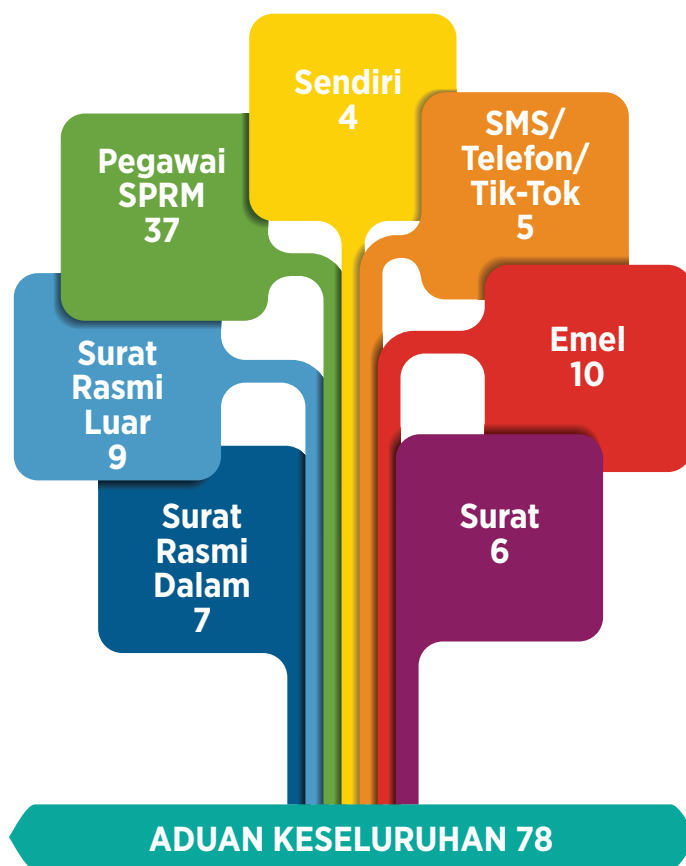 Sendiri
4
SMS/
Telefon/
Tik-Tok
5
Pegawai
SPRM
37
Emel
10
Surat
Rasmi
Luar
9
Surat
6
Surat
Rasmi
Dalam
7
ADUAN KESELURUHAN 78